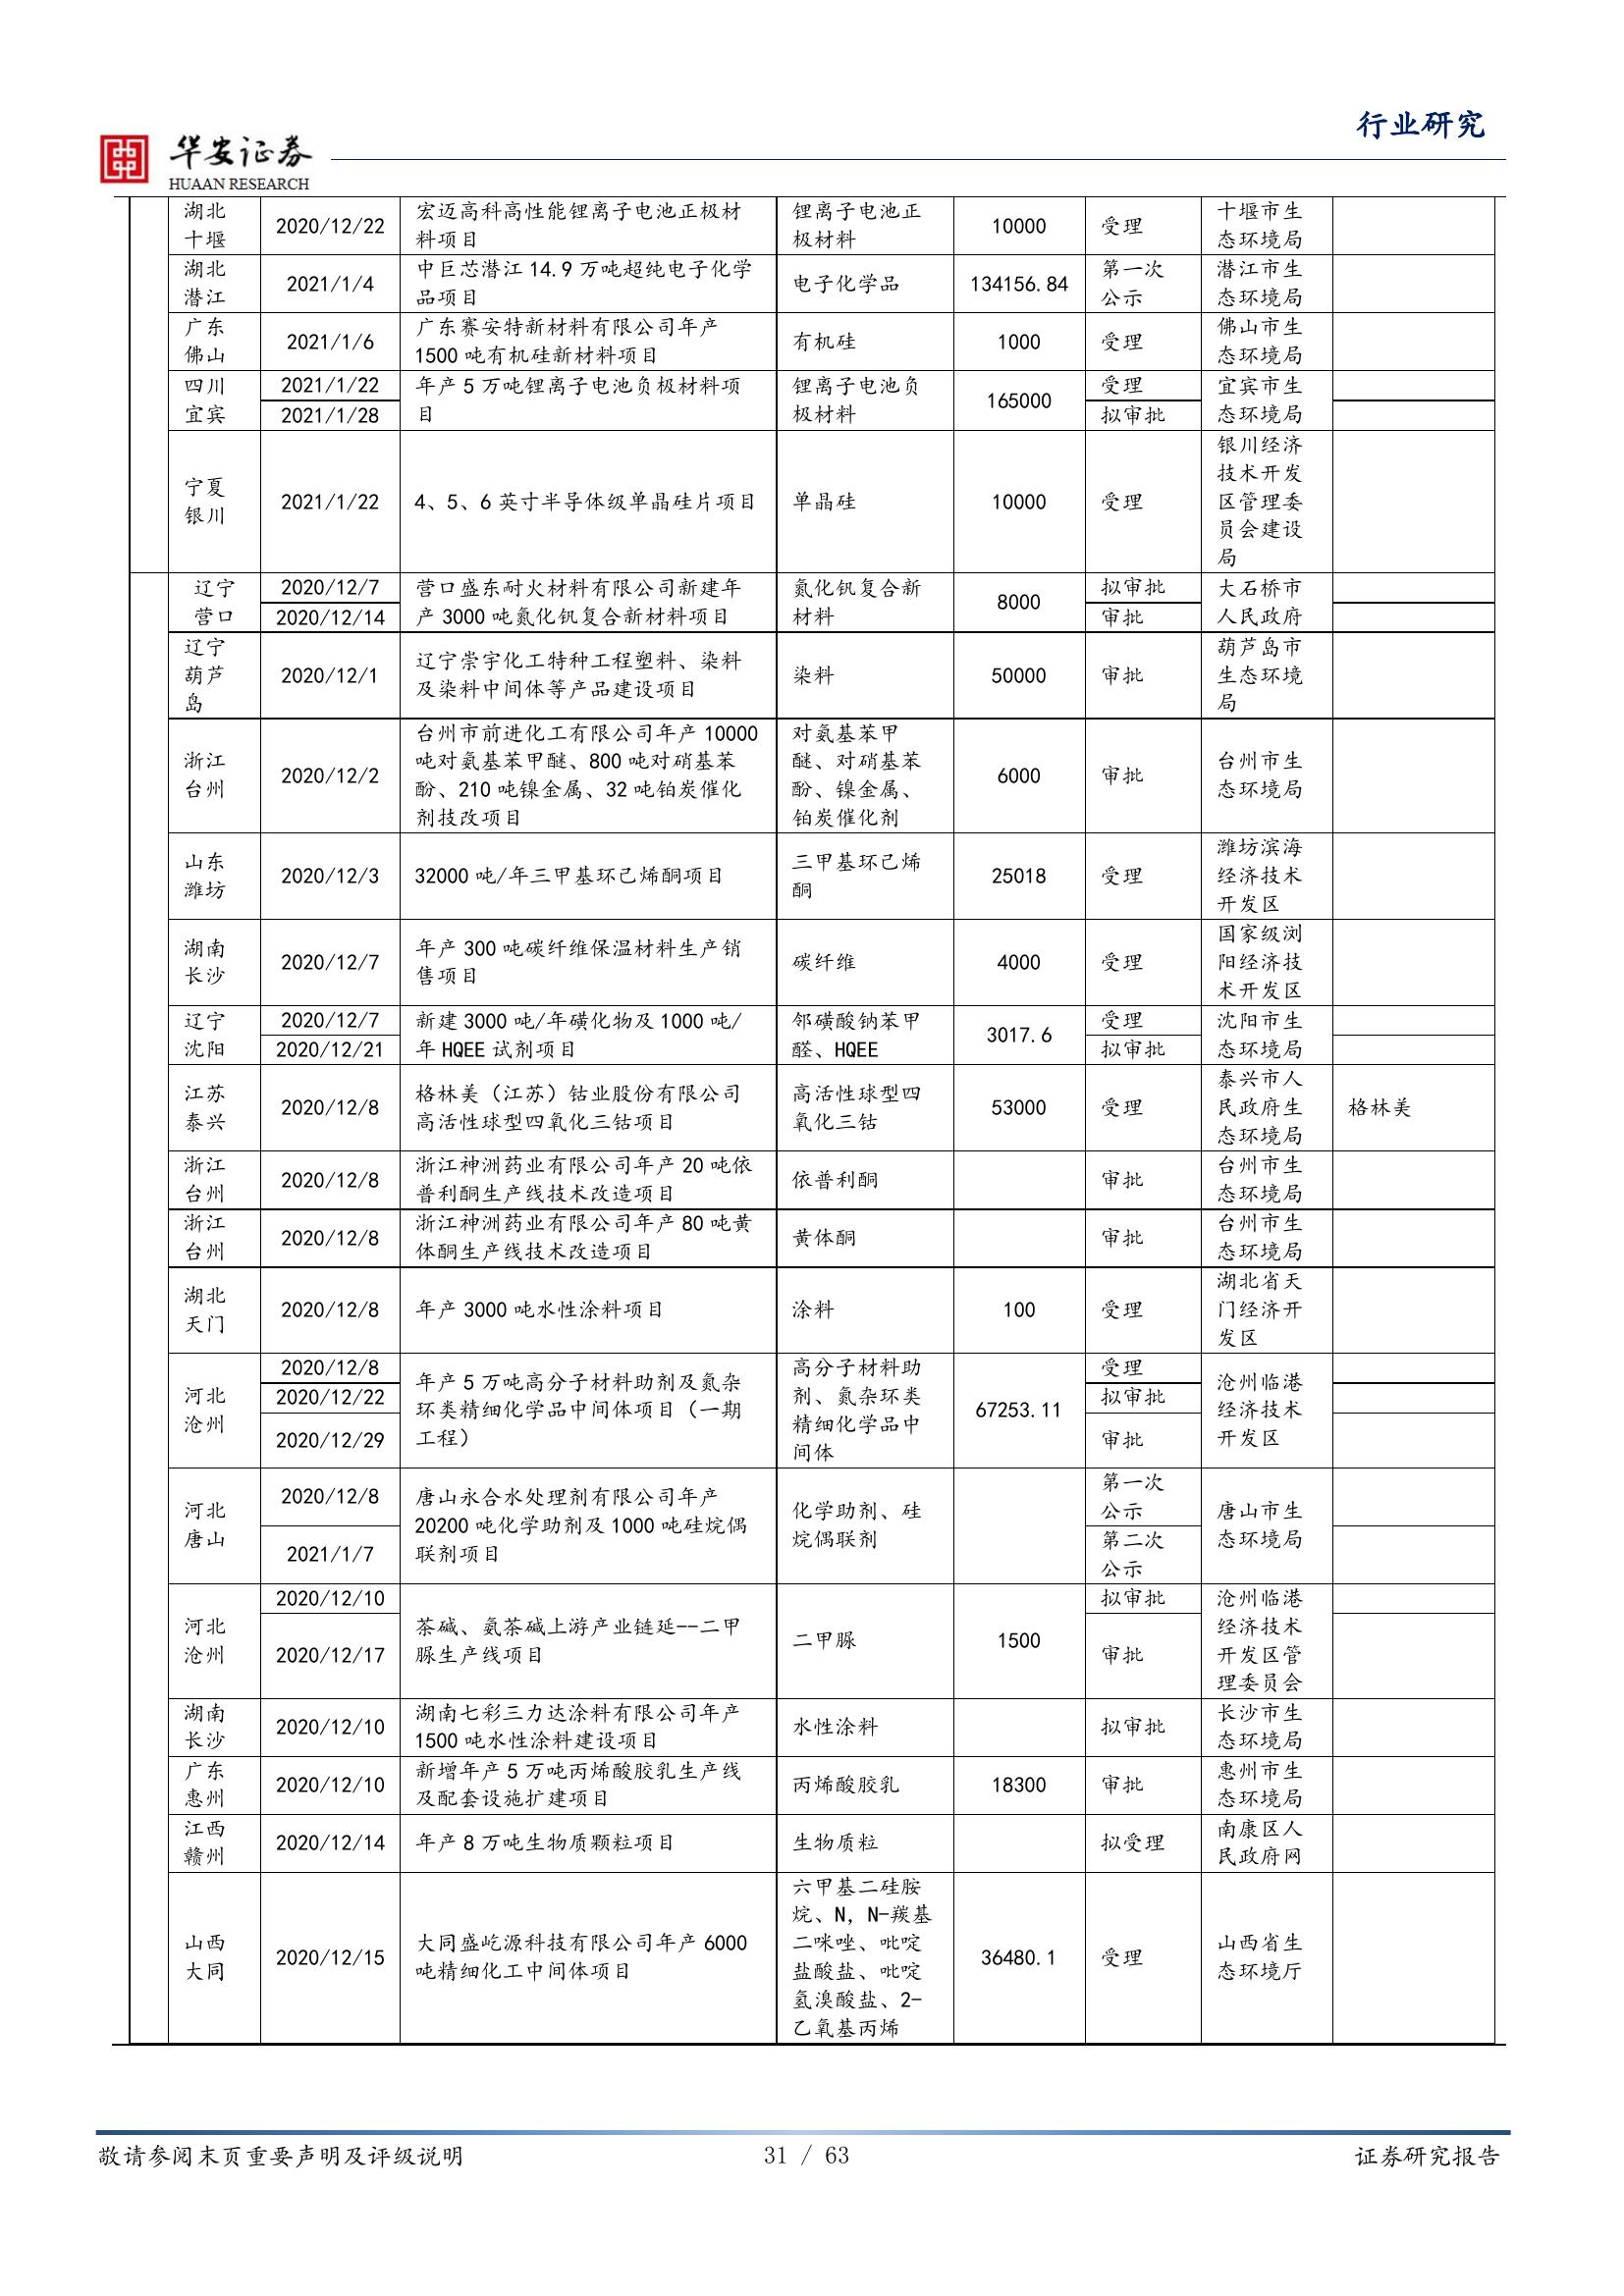 行业研究
华安证券
HUAAN RESEARCH
湖北
十堰
2020/12/22
宏迈高科高性能锂离子电池正极材
料项目
锂离子电池正
极材料
10000
受理
十堰市生
态环境局
湖北
潜江
2021/1/4
中巨芯潜江 14.9 万吨超纯电子化学
品项目
电子化学品
134156.84
第一次
公示
潜江市生
态环境局
广东
佛山
2021/1/6
广东赛安特新材料有限公司年产
1500 吨有机硅新材料项目
有机硅
1000
受理
佛山市生
态环境局
四川
宜宾
2021/1/22
2021/1/28
年产 5 万吨锂离子电池负极材料项
目
锂离子电池负
极材料
165000
受理
拟审批
宜宾市生
态环境局
宁夏
银川
2021/1/22
4、5、6 英寸半导体级单晶硅片项目
单晶硅
10000
受理
银川经济
技术开发
区管理委
员会建设
局
辽宁
营口
2020/12/7
2020/12/14
营口盛东耐火材料有限公司新建年
产 3000 吨氮化钒复合新材料项目
氮化钒复合新
材料
8000
拟审批
审批
大石桥市
人民政府
辽宁
葫芦
岛
2020/12/1
辽宁崇宇化工特种工程塑料、染料
及染料中间体等产品建设项目
染料
50000
审批
葫芦岛市
生态环境
局
浙江
台州
2020/12/2
台州市前进化工有限公司年产 10000
吨对氨基苯甲醚、800 吨对硝基苯
酚、210 吨镍金属、32 吨铂炭催化
剂技改项目
对氨基苯甲
醚、对硝基苯
酚、镍金属、
铂炭催化剂
6000
审批
台州市生
态环境局
山东
潍坊
2020/12/3
32000 吨/年三甲基环己烯酮项目
三甲基环己烯
酮
25018
受理
潍坊滨海
经济技术
开发区
湖南
长沙
2020/12/7
年产 300 吨碳纤维保温材料生产销
售项目
碳纤维
4000
受理
国家级浏
阳经济技
术开发区
辽宁
沈阳
2020/12/7
2020/12/21
新建 3000 吨/年磺化物及 1000 吨/
年 HQEE 试剂项目
邻磺酸钠苯甲
醛、HQEE
3017.6
受理
拟审批
沈阳市生
态环境局
江苏
泰兴
2020/12/8
格林美（江苏）钴业股份有限公司
高活性球型四氧化三钴项目
高活性球型四
氧化三钴
53000
受理
泰兴市人
民政府生
态环境局
格林美
浙江
台州
2020/12/8
浙江神洲药业有限公司年产 20 吨依
普利酮生产线技术改造项目
依普利酮
审批
台州市生
态环境局
浙江
台州
2020/12/8
浙江神洲药业有限公司年产 80 吨黄
体酮生产线技术改造项目
黄体酮
审批
台州市生
态环境局
湖北
天门
2020/12/8
年产 3000 吨水性涂料项目
涂料
100
受理
湖北省天
门经济开
发区
河北
沧州
2020/12/8
2020/12/22
2020/12/29
年产 5 万吨高分子材料助剂及氮杂
环类精细化学品中间体项目（一期
工程）
高分子材料助
剂、氮杂环类
精细化学品中
间体
67253.11
受理
拟审批
审批
沧州临港
经济技术
开发区
河北
唐山
2020/12/8
2021/1/7
唐山永合水处理剂有限公司年产
20200 吨化学助剂及 1000 吨硅烷偶
联剂项目
化学助剂、硅
烷偶联剂
第一次
公示
第二次
公示
唐山市生
态环境局
河北
沧州
2020/12/10
2020/12/17
茶碱、氨茶碱上游产业链延--二甲
脲生产线项目
二甲脲
1500
拟审批
审批
沧州临港
经济技术
开发区管
理委员会
湖南
长沙
2020/12/10
湖南七彩三力达涂料有限公司年产
1500 吨水性涂料建设项目
水性涂料
拟审批
长沙市生
态环境局
广东
惠州
2020/12/10
新增年产 5 万吨丙烯酸胶乳生产线
及配套设施扩建项目
丙烯酸胶乳
18300
审批
惠州市生
态环境局
江西
赣州
2020/12/14
年产 8 万吨生物质颗粒项目
生物质粒
拟受理
南康区人
民政府网
山西
大同
2020/12/15
大同盛屹源科技有限公司年产 6000
吨精细化工中间体项目
六甲基二硅胺
烷、N，N-羰基
二咪唑、吡啶
盐酸盐、吡啶
氢溴酸盐、2-
乙氧基丙烯
36480.1
受理
山西省生
态环境厅
敬请参阅末页重要声明及评级说明
31 / 63
证券研究报告